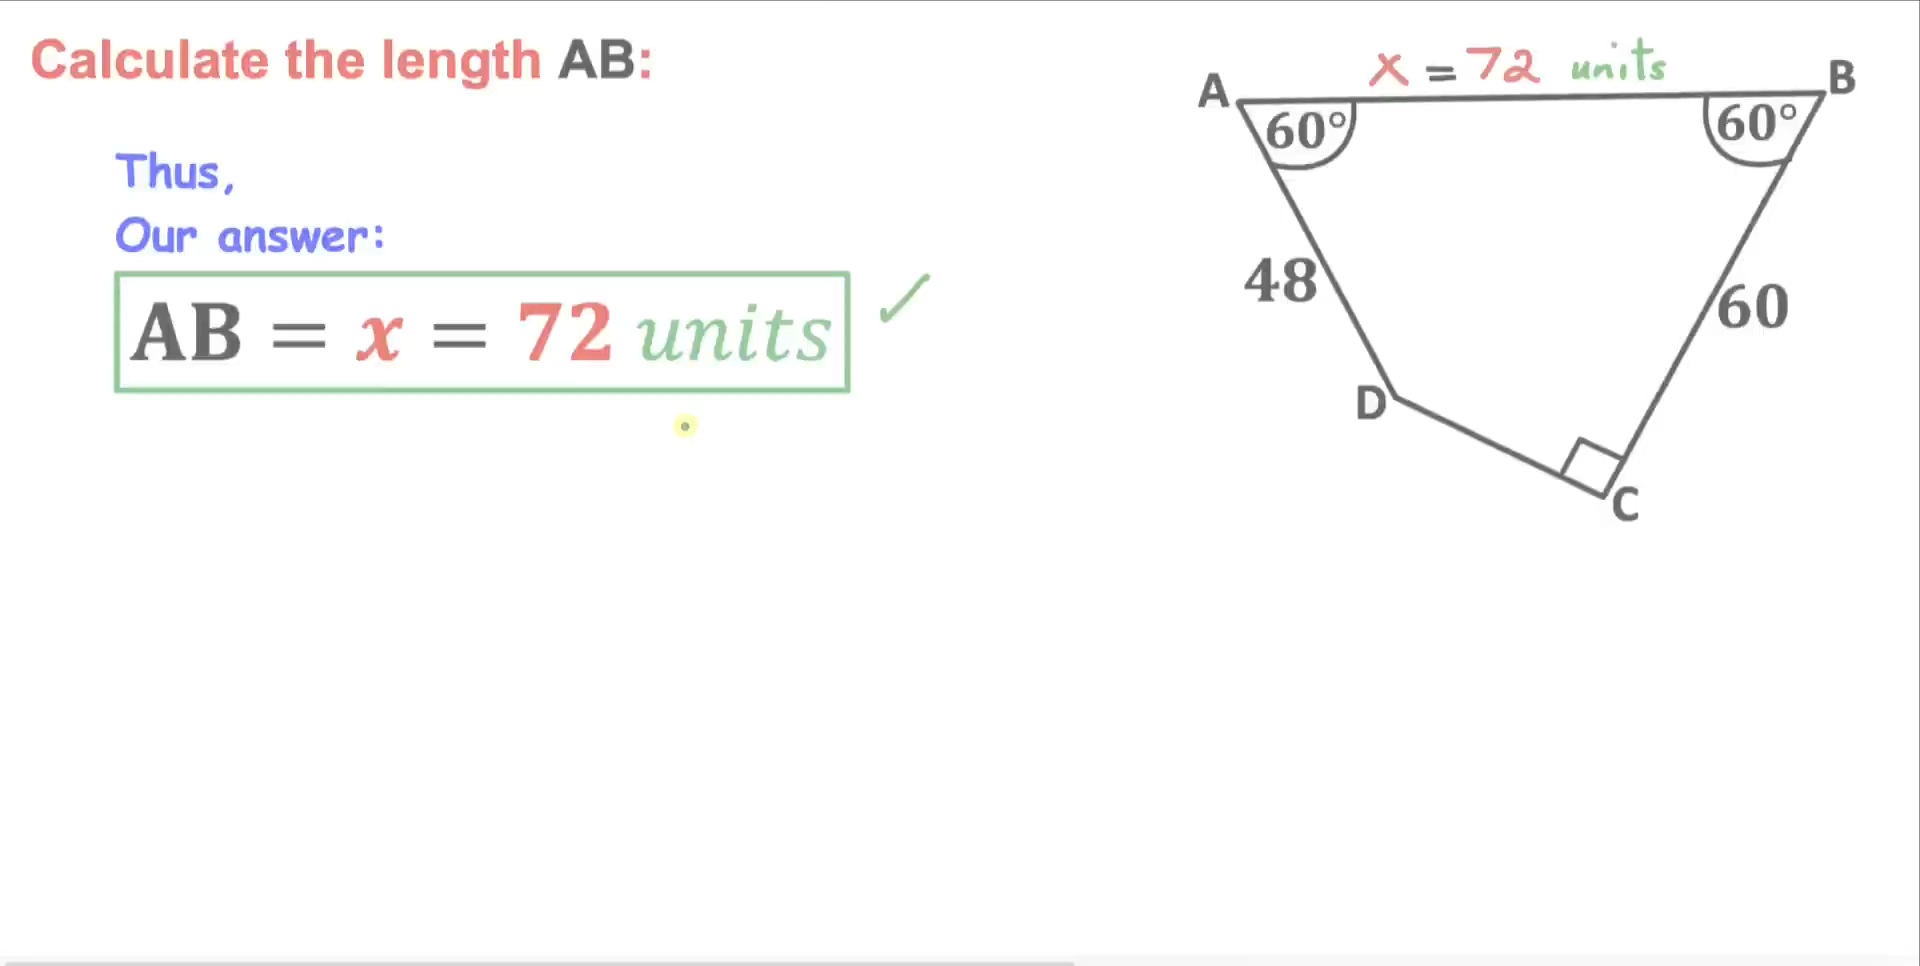 Calculate the length AB:
Thus,
Our answer:
AB = x = 72 units ✓
x = 72 units
A
B
60°
60°
48
60
D
C